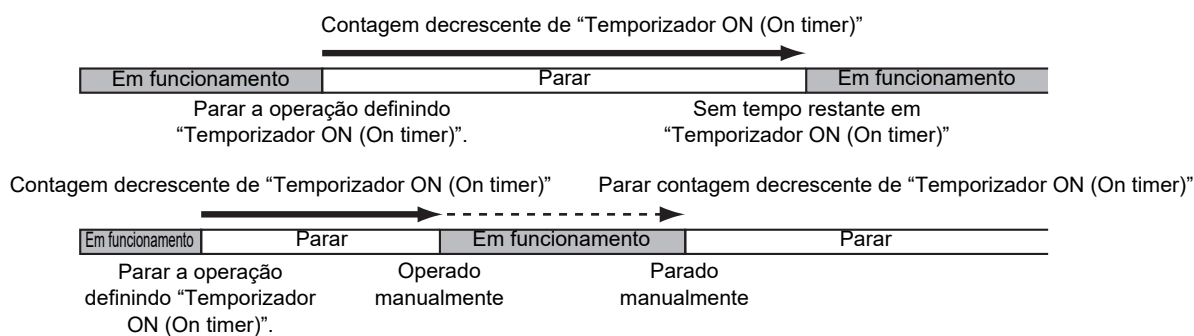 Contagem decrescente de “Temporizador ON (On timer)”
Em funcionamento Parar Em funcionamento
Parar a operação definindo
“Temporizador ON (On timer)”.
Sem tempo restante em
“Temporizador ON (On timer)”
Contagem decrescente de “Temporizador ON (On timer)”
Parar contagem decrescente de “Temporizador ON (On timer)”
Em funcionamento Parar Em funcionamento Parar
Parar a operação
definindo “Temporizador
ON (On timer)”.
Operado
manualmente
Parado
manualmente